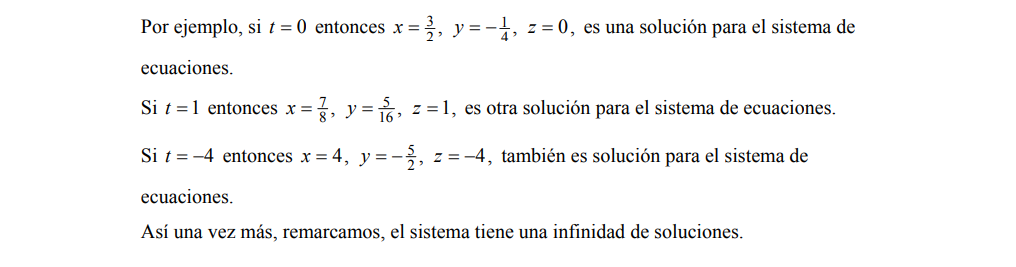 Por ejemplo, si t = 0 entonces x = 3/2, y = −1/4, z = 0, es una solución para el sistema de
ecuaciones.
Si t = 1 entonces x = 7/8, y = 5/16, z = 1, es otra solución para el sistema de ecuaciones.
Si t = −4 entonces x = 4, y = −5/2, z = −4, también es solución para el sistema de
ecuaciones.
Así una vez más, remarcamos, el sistema tiene una infinidad de soluciones.